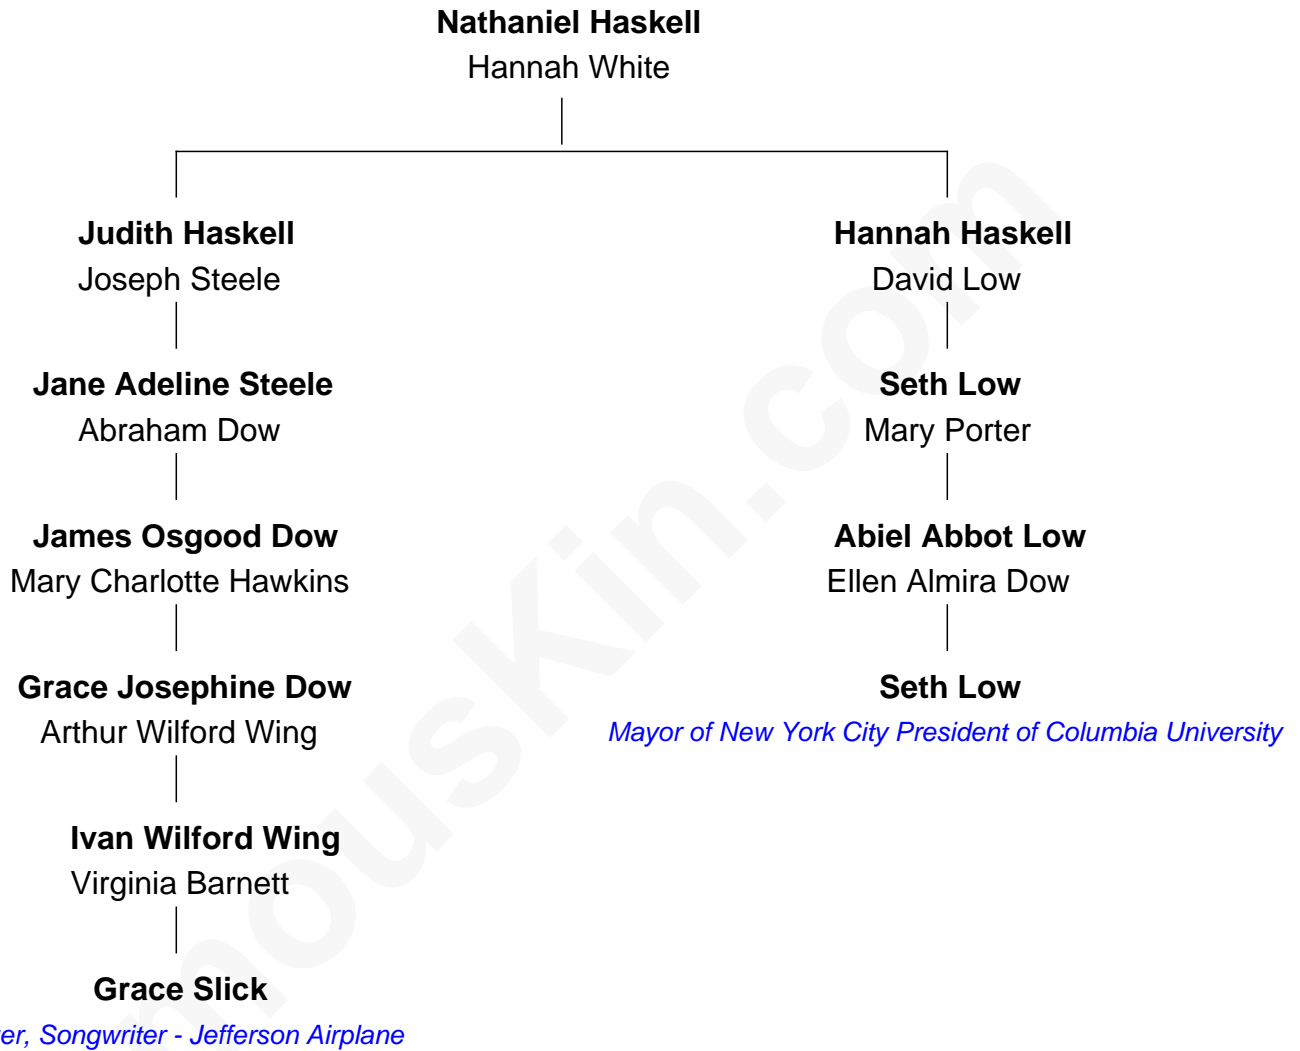 Nathaniel Haskell
Hannah White
Judith Haskell
Hannah Haskell
Joseph Steele
David Low
Jane Adeline Steele
Seth Low
Abraham Dow
Mary Porter
James Osgood Dow
Abiel Abbot Low
Mary Charlotte Hawkins
Ellen Almira Dow
Grace Josephine Dow
Seth Low
Arthur Wilford Wing
Mayor of New York City President of Columbia University
Ivan Wilford Wing
Virginia Barnett
Grace Slick
Songwriter - Jefferson Airplane
mousKin.com